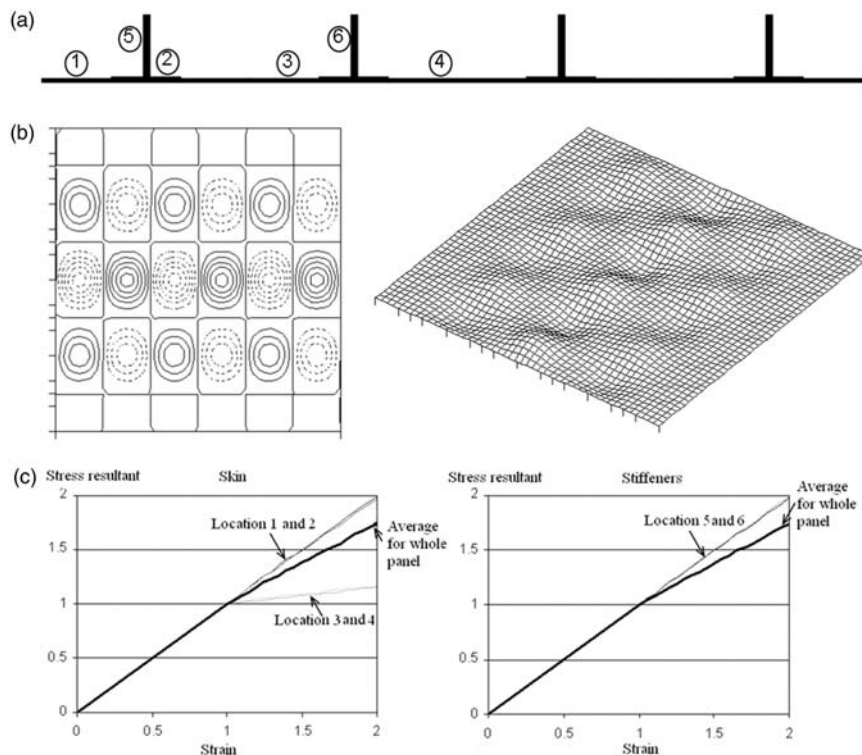 (a)
5
6
1
2
3
4
(b)
(c)
Stress resultant
Skin
2
1.5
1
0.5
0
0
0.5
1
1.5
2
Strain
Location 1 and 2
Average
for whole
panel
Location 3 and 4
Stress resultant
Stiffeners
2
1.5
1
0.5
0
0
0.5
1
1.5
2
Strain
Location 5 and 6
Average
for whole
panel